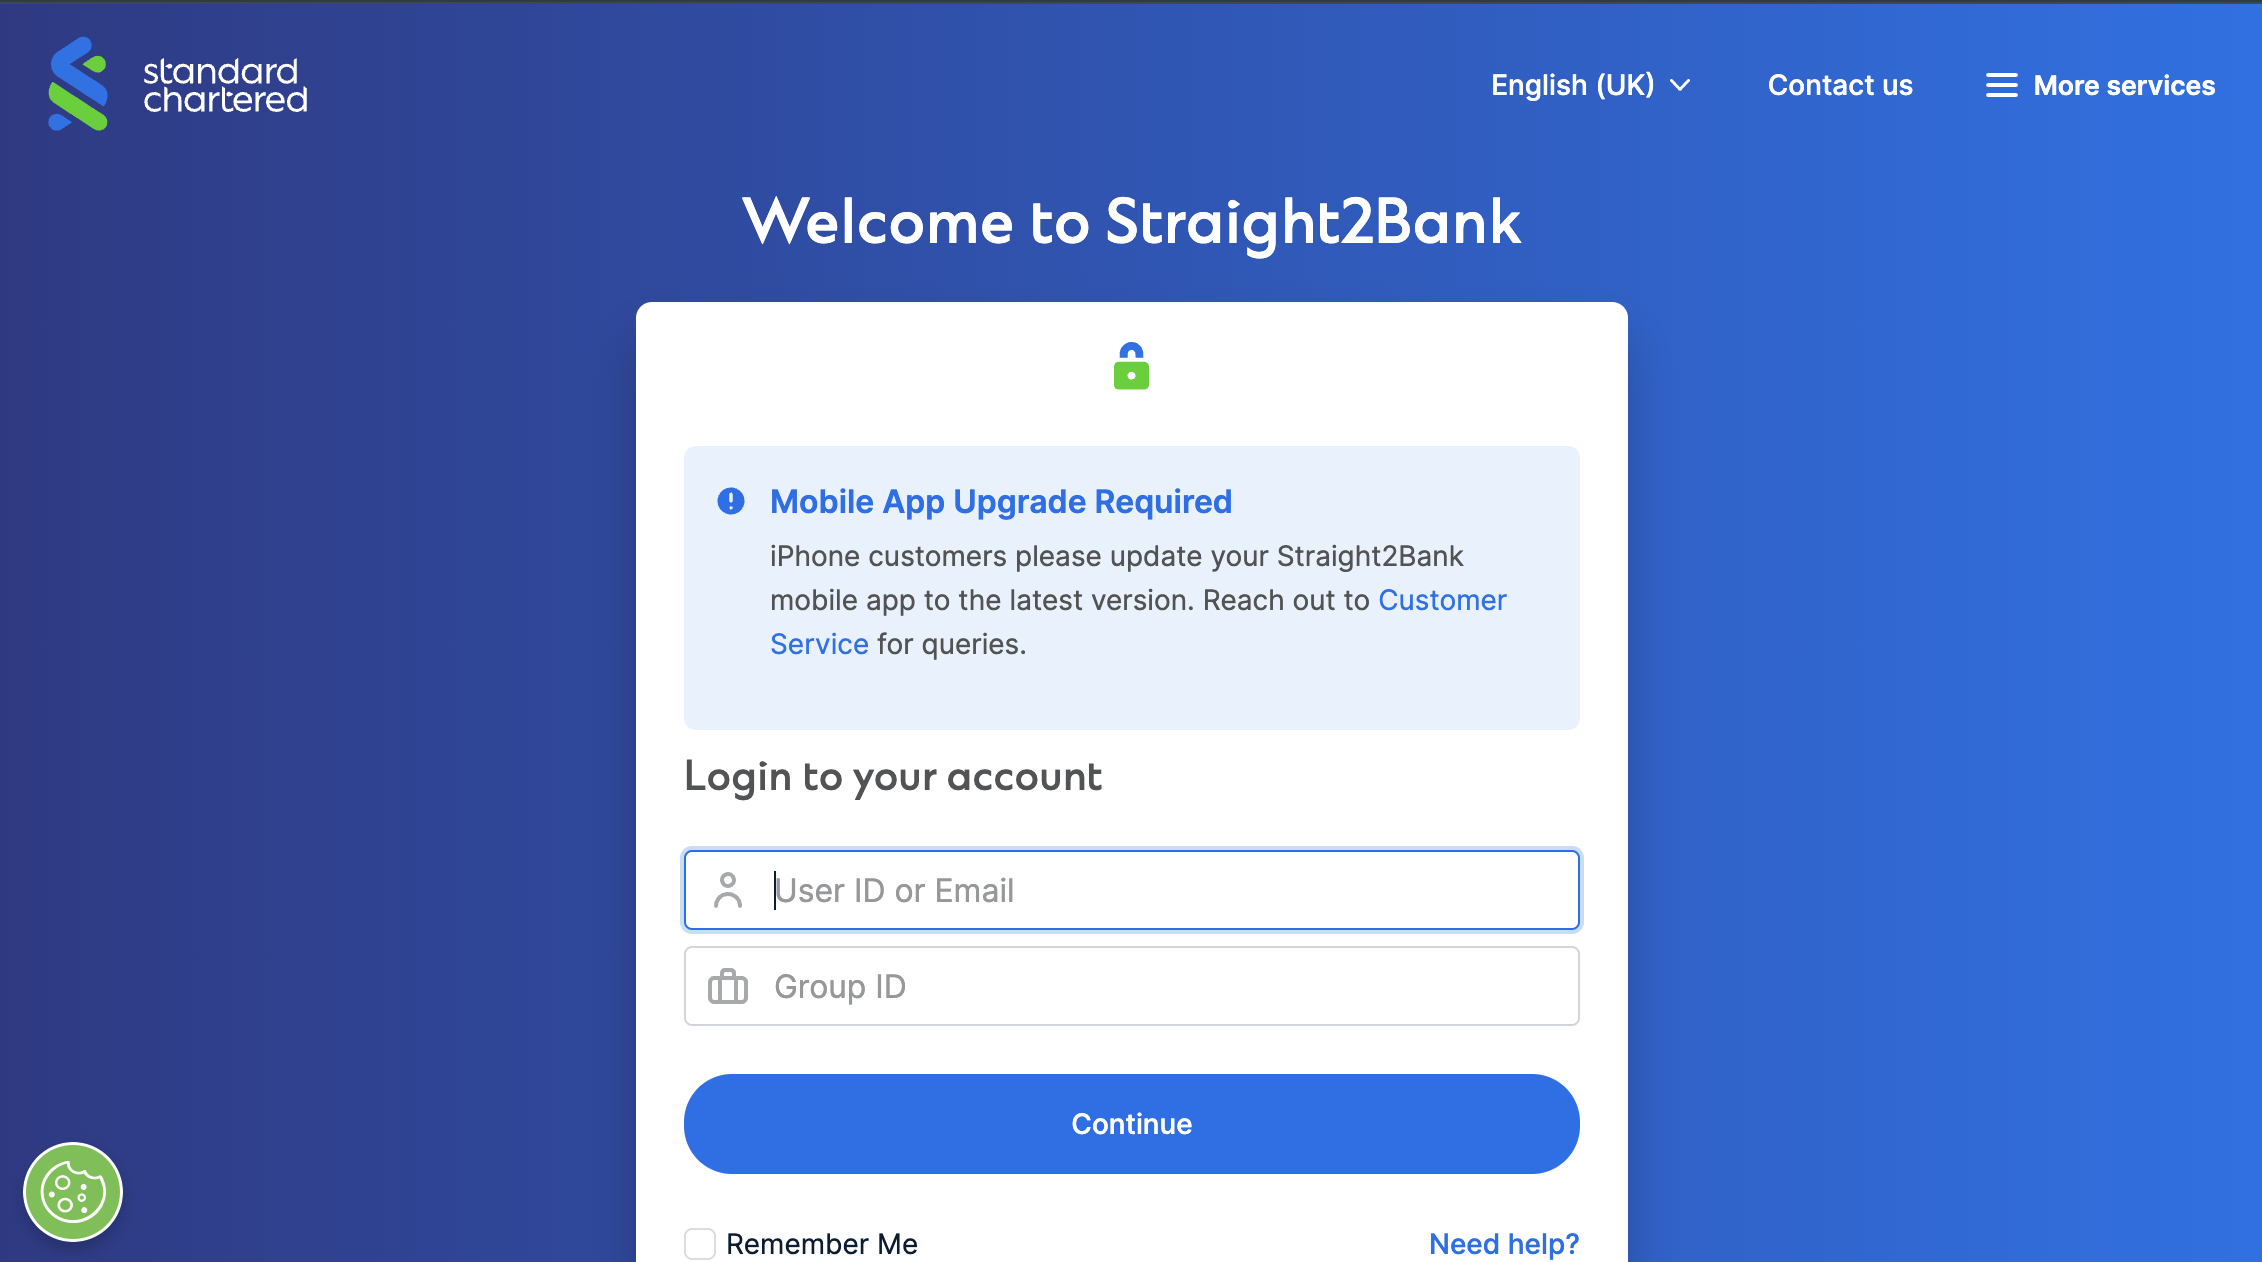 standard
chartered
English (UK)
Contact us
More services
Welcome to Straight2Bank
Mobile App Upgrade Required
iPhone customers please update your Straight2Bank
mobile app to the latest version. Reach out to Customer
Service for queries.
Login to your account
User ID or Email
Group ID
Continue
Remember Me
Need help?